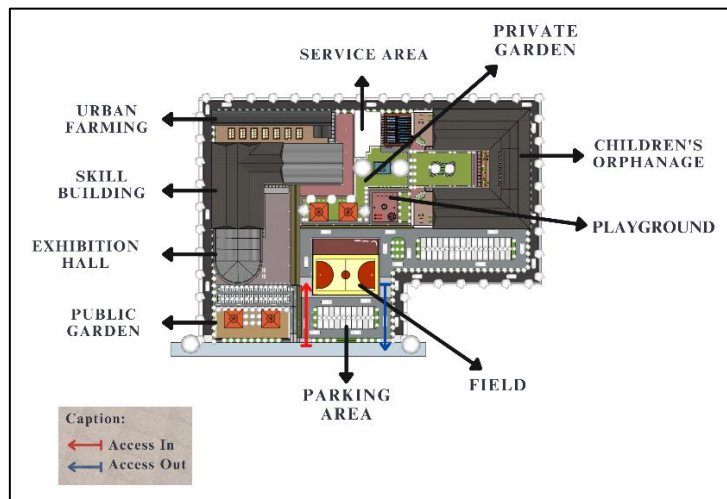 PRIVATE
GARDEN
SERVICE AREA
URBAN
FARMING
SKILL
BUILDING
EXHIBITION
HALL
PUBLIC
GARDEN
CHILDREN'S
ORPHANAGE
PLAYGROUND
FIELD
PARKING
AREA
Caption:
Access In
Access Out